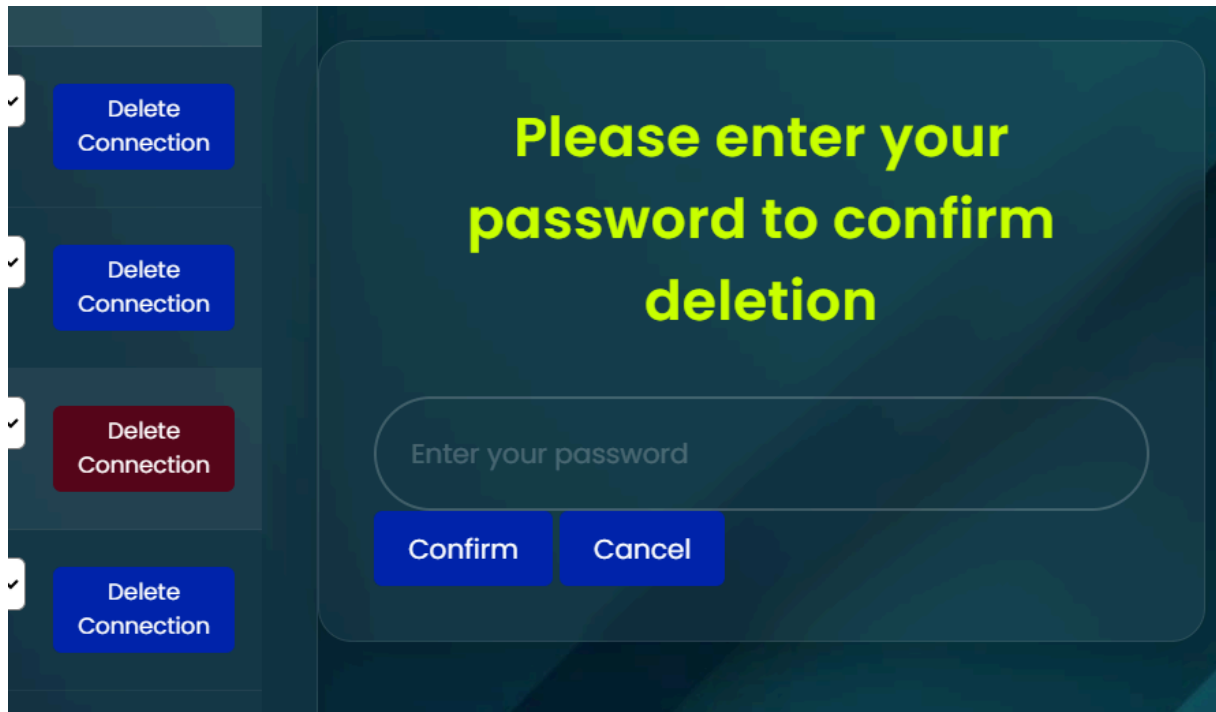 Delete
Connection
Delete
Connection
Delete
Connection
Delete
Connection
Please enter your
password to confirm
deletion
Enter your password
Confirm
Cancel